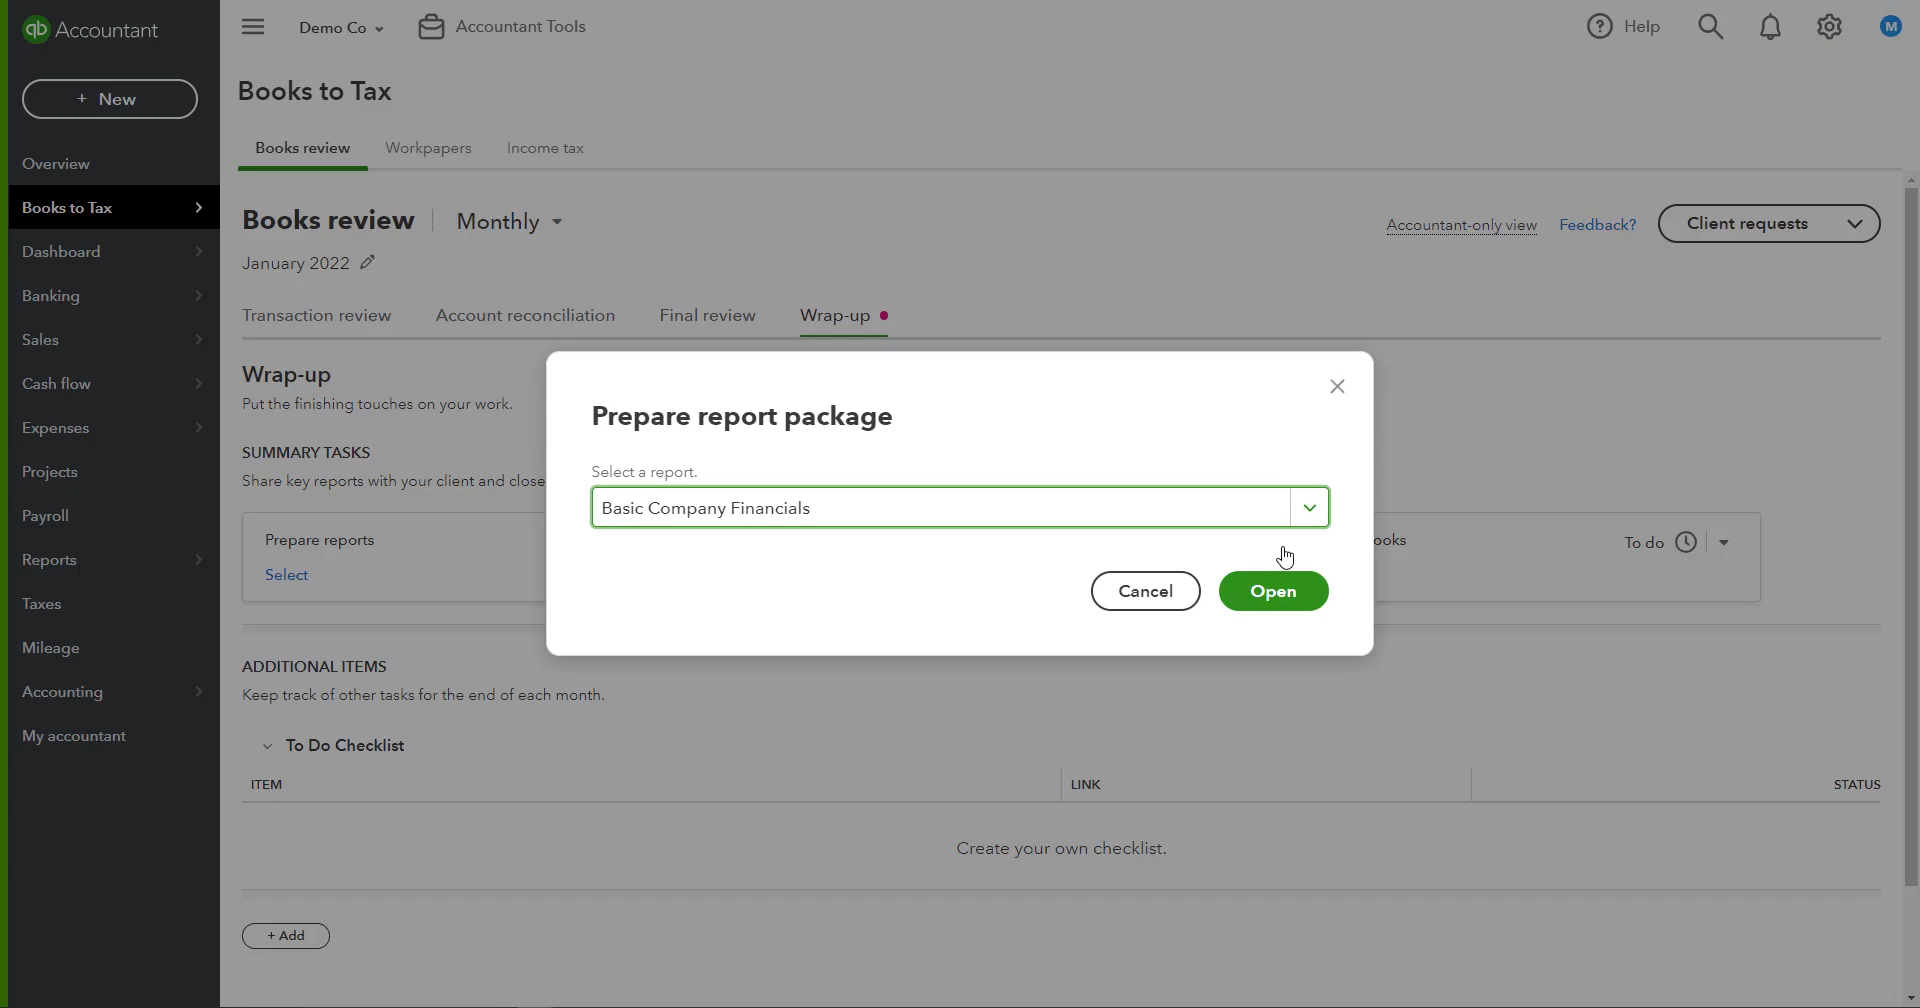 qb Accountant
Demo Co
Accountant Tools
Help
M
+ New
Books to Tax
Books review
Workpapers
Income tax
Overview
Books to Tax
Dashboard
Banking
Sales
Cash flow
Expenses
Projects
Payroll
Reports
Taxes
Mileage
Accounting
My accountant
Books review
Monthly
Accountant-only view
Feedback?
Client requests
January 2022
Transaction review
Account reconciliation
Final review
Wrap-up
Wrap-up
Put the finishing touches on your work.
SUMMARY TASKS
Share key reports with your client and close
Prepare reports
Select
ooks
To do
Prepare report package
Select a report.
Basic Company Financials
Cancel
Open
ADDITIONAL ITEMS
Keep track of other tasks for the end of each month.
To Do Checklist
ITEM
LINK
STATUS
Create your own checklist.
+ Add